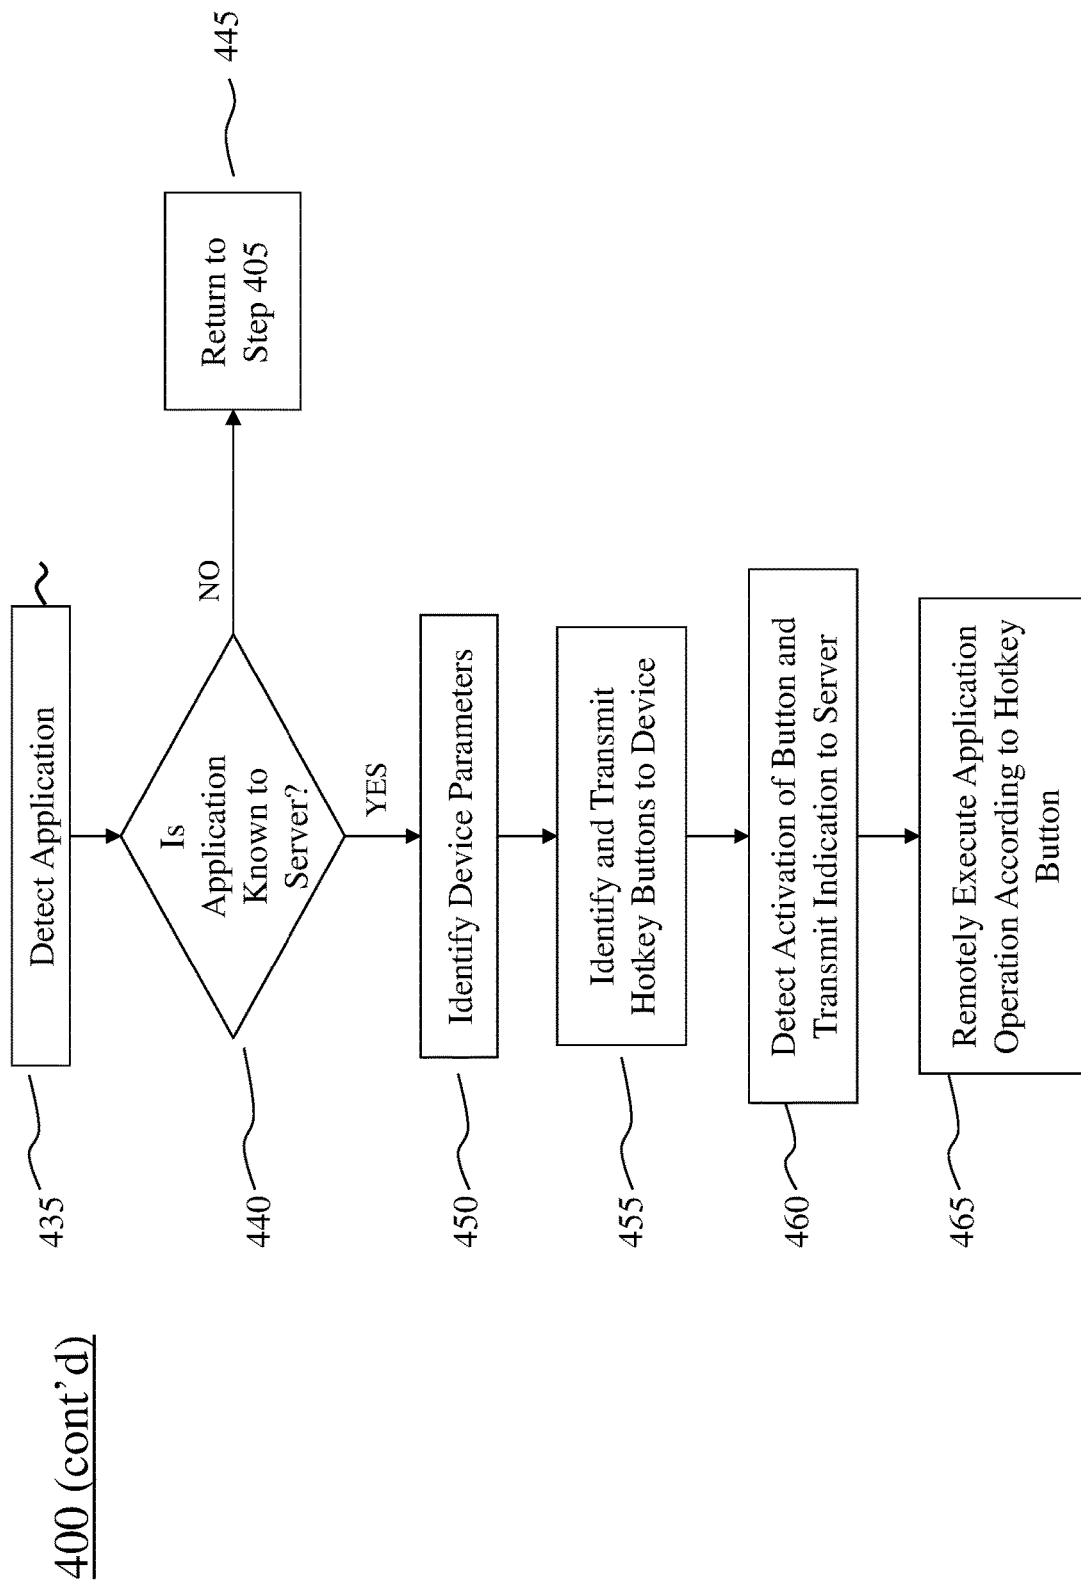 400 (cont'd)
435
Detect Application
440
Is
Application
Known to
Server?
NO
Return to
Step 405
445
YES
450
Identify Device Parameters
455
Identify and Transmit
Hotkey Buttons to Device
460
Detect Activation of Button and
Transmit Indication to Server
465
Remotely Execute Application
Operation According to Hotkey
Button